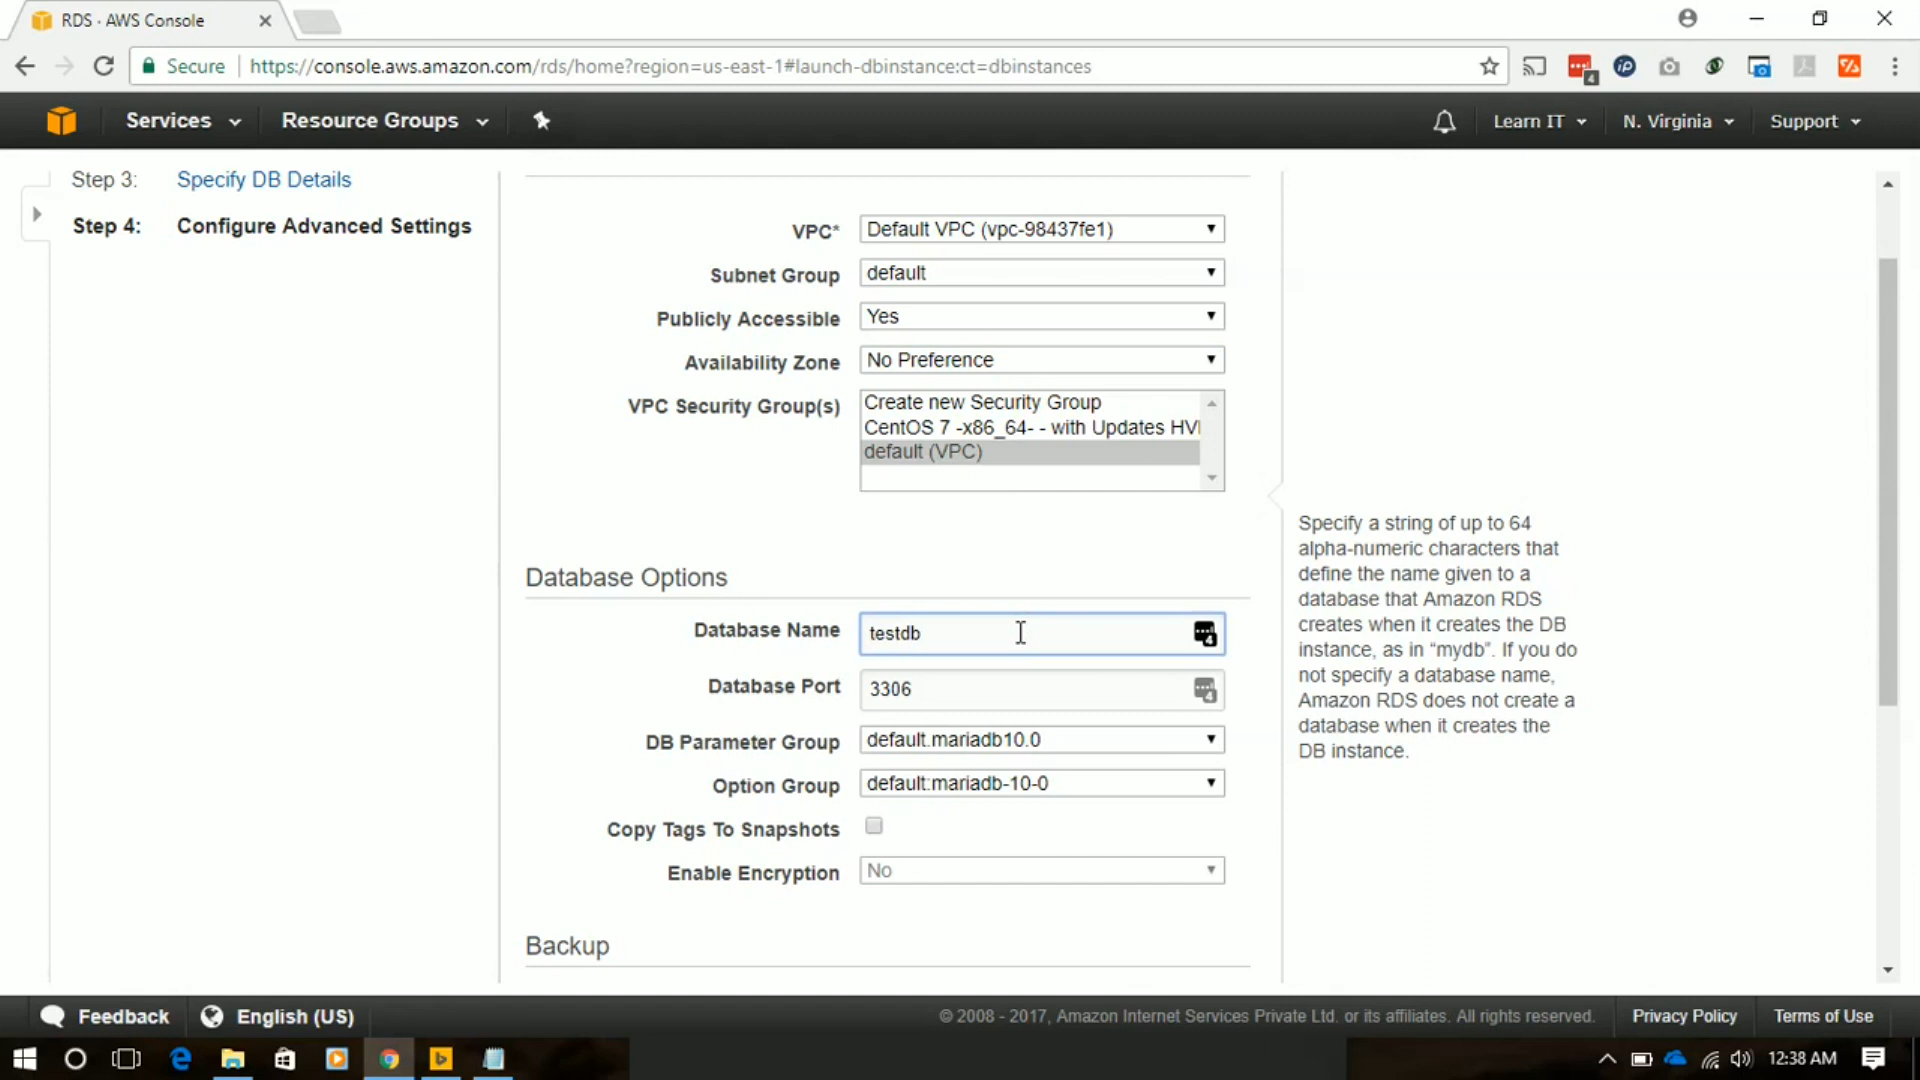 RDS · AWS Console
Secure
https://console.aws.amazon.com/rds/home?region=us-east-1#launch-dbinstance:ct=dbinstances
4
Services
Resource Groups
Learn IT
N. Virginia
Support
Step 3: Specify DB Details
Step 4: Configure Advanced Settings
VPC* Default VPC (vpc-98437fe1)
Subnet Group default
Publicly Accessible Yes
Availability Zone No Preference
VPC Security Group(s) Create new Security Group
CentOS 7 -x86_64- - with Updates HVI
default (VPC)
Database Options
Database Name testdb
4
Database Port 3306
4
DB Parameter Group default.mariadb10.0
Option Group default:mariadb-10-0
Copy Tags To Snapshots
Enable Encryption No
Backup
Specify a string of up to 64
alpha-numeric characters that
define the name given to a
database that Amazon RDS
creates when it creates the DB
instance, as in “mydb”. If you do
not specify a database name,
Amazon RDS does not create a
database when it creates the
DB instance.
Feedback
English (US)
© 2008 - 2017, Amazon Internet Services Private Ltd. or its affiliates. All rights reserved.
Privacy Policy
Terms of Use
12:38 AM